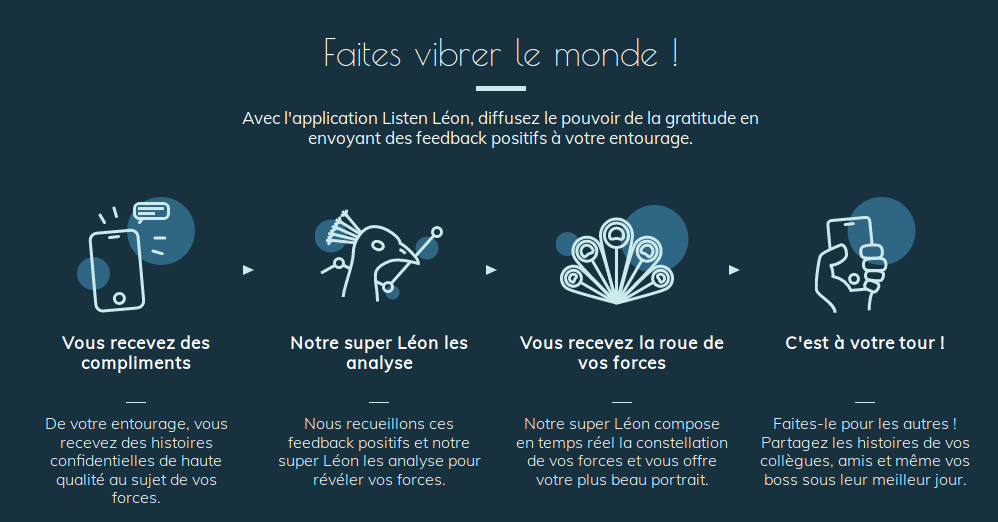 Faites vibrer le monde !
Avec l'application Listen Léon, diffusez le pouvoir de la gratitude en
envoyant des feedback positifs à votre entourage.
Vous recevez des
compliments
De votre entourage, vous
recevez des histoires
confidentielles de haute
qualité au sujet de vos
forces.
Notre super Léon les
analyse
Nous recueillons ces
feedback positifs et notre
super Léon les analyse pour
révéler vos forces.
Vous recevez la roue de
vos forces
Notre super Léon compose
en temps réel la constellation
de vos forces et vous offre
votre plus beau portrait.
C'est à votre tour !
Faites-le pour les autres !
Partagez les histoires de vos
collègues, amis et même vos
boss sous leur meilleur jour.